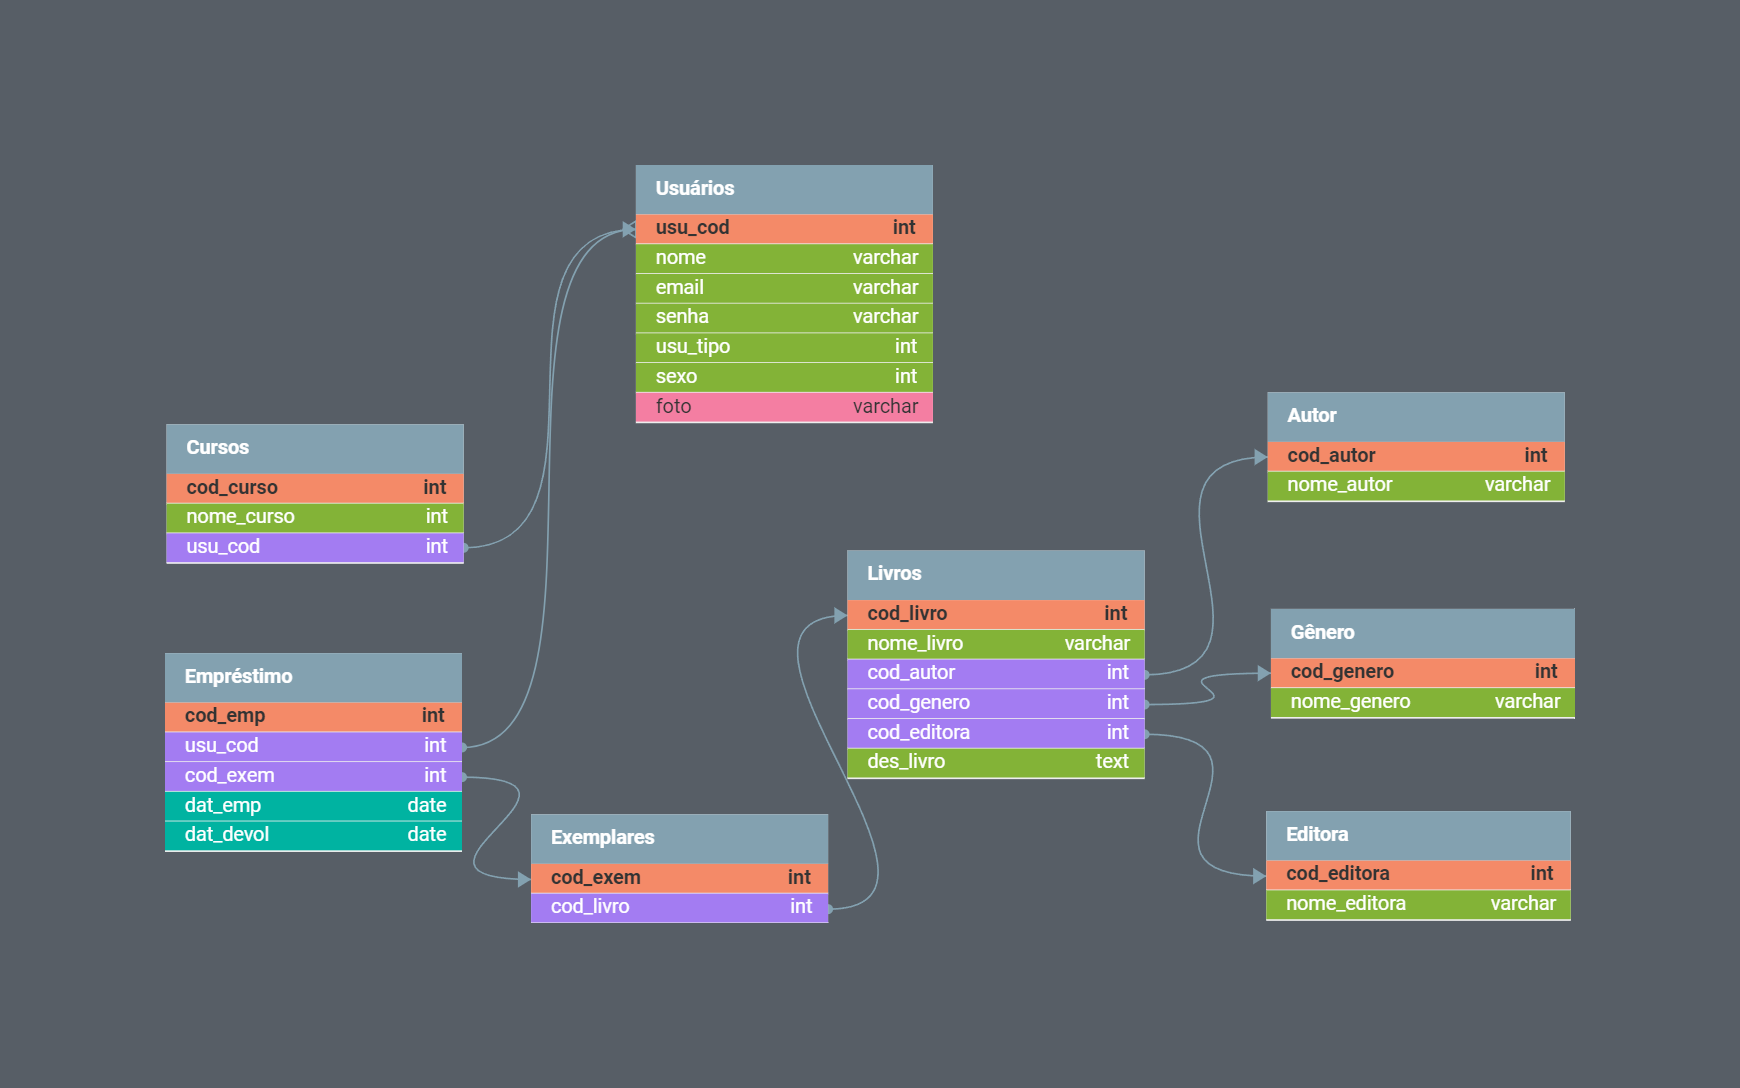 Usuários
usu_cod int
nome varchar
email varchar
senha varchar
usu_tipo int
sexo int
foto varchar
Cursos
cod_curso int
nome_curso int
usu_cod int
Empréstimo
cod_emp int
usu_cod int
cod_exem int
dat_emp date
dat_devol date
Exemplares
cod_exem int
cod_livro int
Livros
cod_livro int
nome_livro varchar
cod_autor int
cod_genero int
cod_editora int
des_livro text
Autor
cod_autor int
nome_autor varchar
Gênero
cod_genero int
nome_genero varchar
Editora
cod_editora int
nome_editora varchar